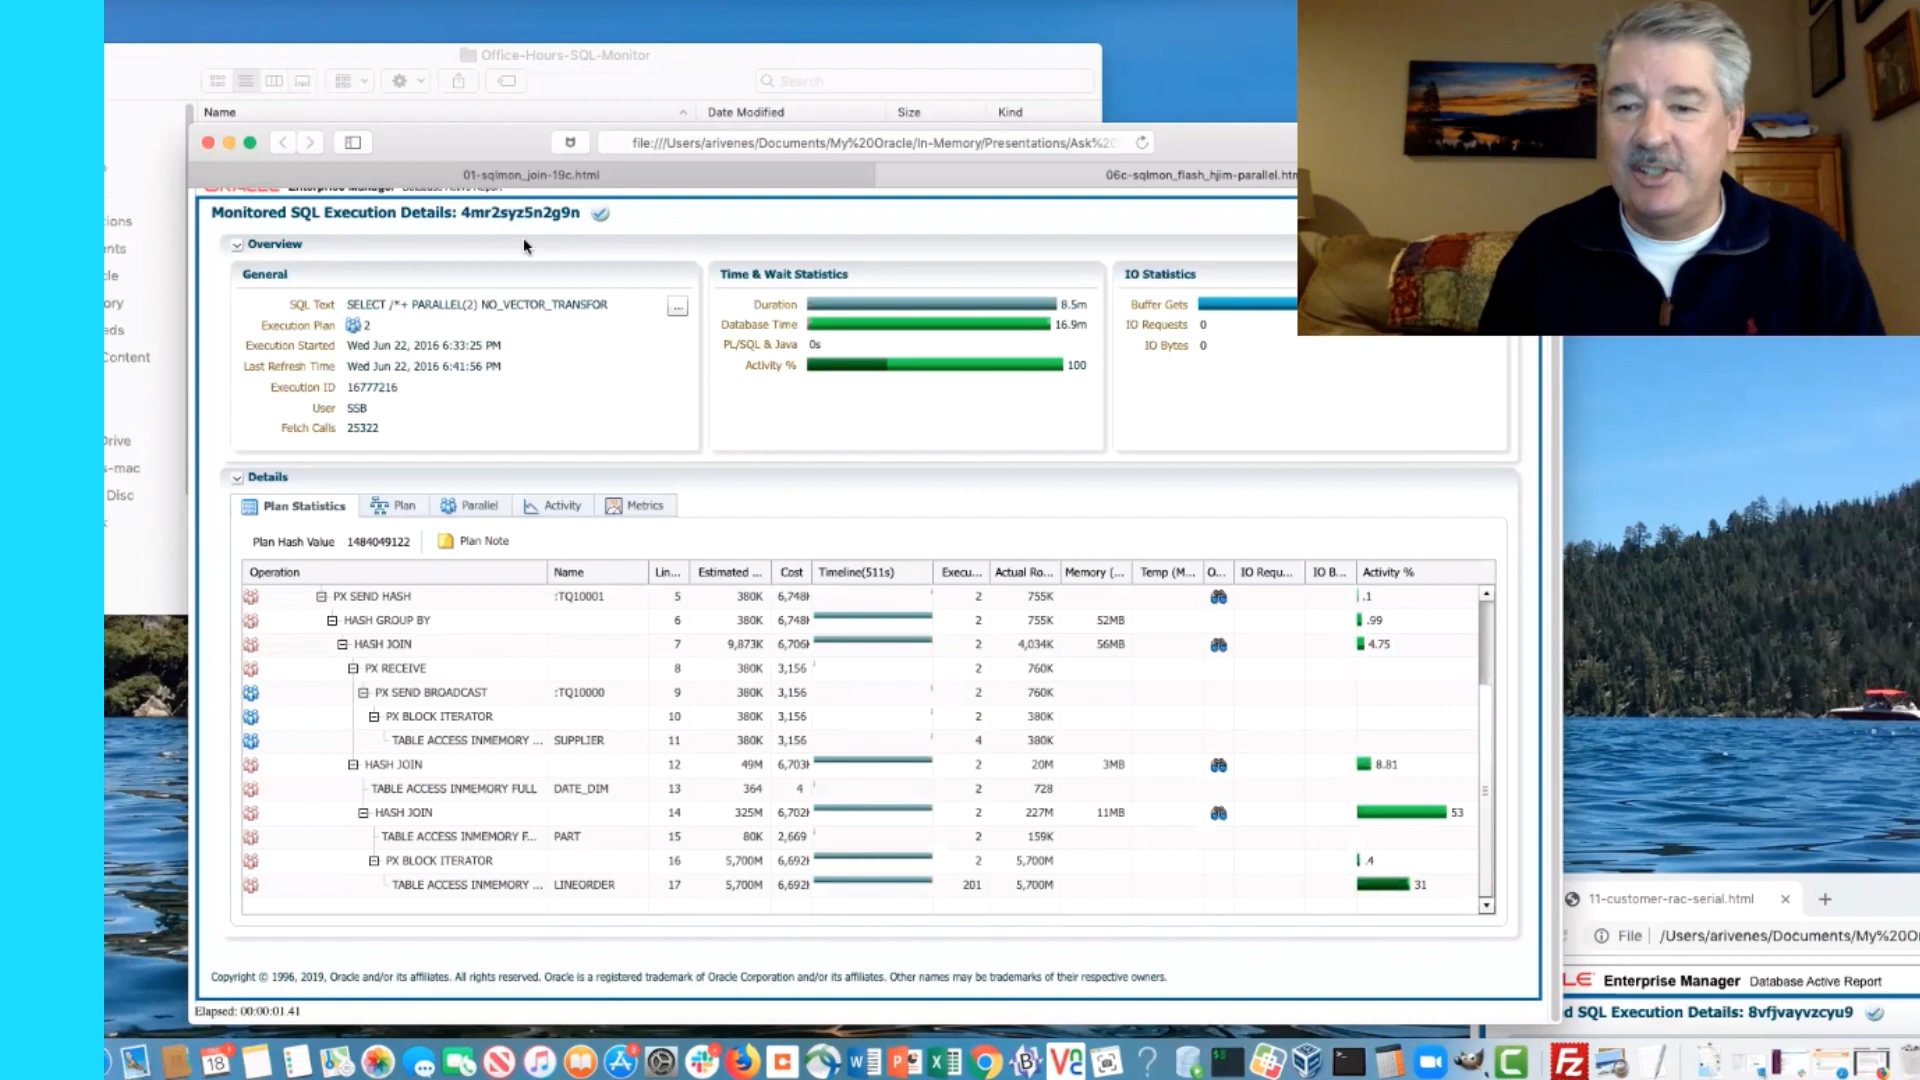 Office-Hours-SQL-Monitor
Search
Name Date Modified Size Kind
file:///Users/arivenes/Documents/My%20Oracle/In-Memory/Presentations/Ask%20
01-sqlmon_join-19c.html 06c-sqlmon_flash_hjim-parallel.htm
Monitored SQL Execution Details: 4mr2syz5n2g9n
Overview
General
SQL Text SELECT /*+ PARALLEL(2) NO_VECTOR_TRANSFOR ...
Execution Plan 2
Execution Started Wed Jun 22, 2016 6:33:25 PM
Last Refresh Time Wed Jun 22, 2016 6:41:56 PM
Execution ID 16777216
User SSB
Fetch Calls 25322
Time & Wait Statistics
Duration 8.5m
Database Time 16.9m
PL/SQL & Java 0s
Activity % 100
IO Statistics
Buffer Gets
IO Requests 0
IO Bytes 0
Details
Plan Statistics Plan Parallel Activity Metrics
Plan Hash Value 1484049122 Plan Note
Operation Name Lin... Estimated ... Cost Timeline(511s) Execu... Actual Ro... Memory (... Temp (M... O... IO Requ... IO B... Activity %
PX SEND HASH :TQ10001 5 380K 6,748K 2 755K .1
HASH GROUP BY 6 380K 6,748K 2 755K 52MB .99
HASH JOIN 7 9,873K 6,706K 2 4,034K 56MB 4.75
PX RECEIVE 8 380K 3,156 2 760K
PX SEND BROADCAST :TQ10000 9 380K 3,156 2 760K
PX BLOCK ITERATOR 10 380K 3,156 2 380K
TABLE ACCESS INMEMORY ... SUPPLIER 11 380K 3,156 4 380K
HASH JOIN 12 49M 6,703K 2 20M 3MB 8.81
TABLE ACCESS INMEMORY FULL DATE_DIM 13 364 4 2 728
HASH JOIN 14 325M 6,702K 2 227M 11MB 53
TABLE ACCESS INMEMORY F... PART 15 80K 2,669 2 159K
PX BLOCK ITERATOR 16 5,700M 6,692K 2 5,700M .4
TABLE ACCESS INMEMORY ... LINEORDER 17 5,700M 6,692K 201 5,700M 31
Copyright © 1996, 2019, Oracle and/or its affiliates. All rights reserved. Oracle is a registered trademark of Oracle Corporation and/or its affiliates. Other names may be trademarks of their respective owners.
Elapsed: 00:00:01.41
ions
nts
cle
ory
ads
Content
Drive
s-mac
Disc
11-customer-rac-serial.html
File /Users/arivenes/Documents/My%20O
LE Enterprise Manager Database Active Report
d SQL Execution Details: 8vfjvayvzcyu9
18